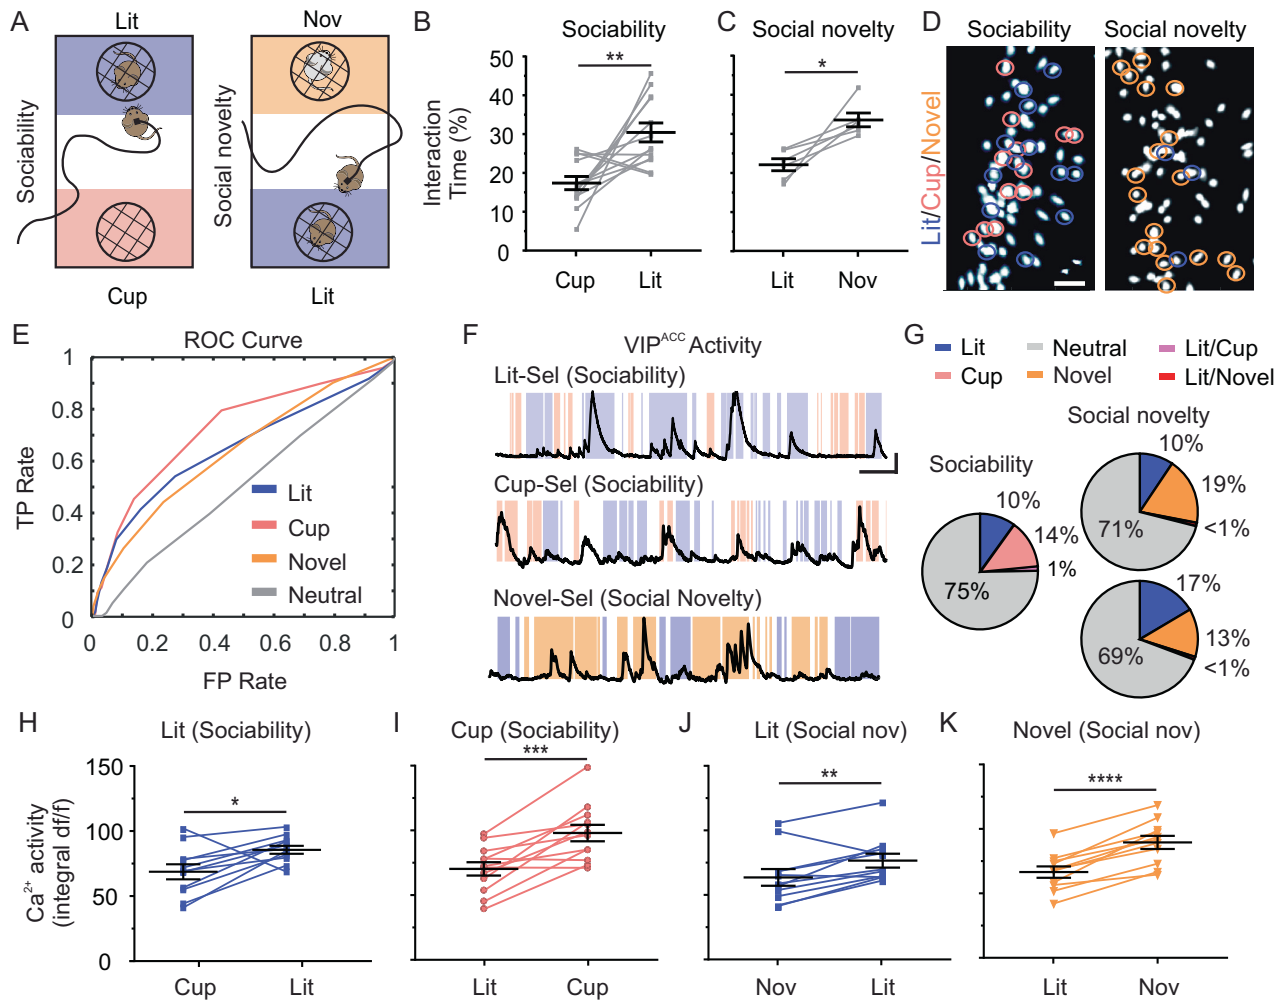 A
Lit
Nov
Sociability
Social novelty
Cup
Lit
B
Sociability
**
Interaction
Time (%)
50
40
30
20
10
0
Cup
Lit
C
Social novelty
*
Lit
Nov
D
Sociability
Social novelty
Lit/Cup/Novel
E
ROC Curve
TP Rate
1
0.8
0.6
0.4
0.2
0
Lit
Cup
Novel
Neutral
0
0.2
0.4
0.6
0.8
1
FP Rate
F
VIP^ACC Activity
Lit-Sel (Sociability)
Cup-Sel (Sociability)
Novel-Sel (Social Novelty)
G
Lit
Neutral
Lit/Cup
Cup
Novel
Lit/Novel
Sociability
10%
14%
1%
75%
Social novelty
10%
19%
<1%
71%
17%
13%
<1%
69%
H
Lit (Sociability)
*
Ca²⁺ activity
(integral df/f)
150
100
50
0
Cup
Lit
I
Cup (Sociability)
***
Lit
Cup
J
Lit (Social nov)
**
Nov
Lit
K
Novel (Social nov)
****
Lit
Nov